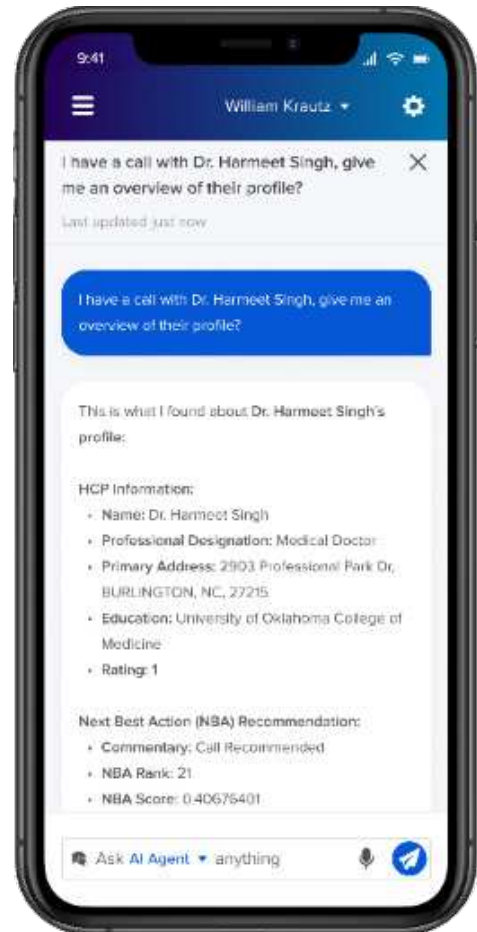 9:41
William Krautz
I have a call with Dr. Harmeet Singh, give
me an overview of their profile?
Last updated just now
I have a call with Dr. Harmeet Singh, give me an
overview of their profile?
This is what I found about Dr. Harmeet Singh's
profile:
HCP Information:
• Name: Dr. Harmeet Singh
• Professional Designation: Medical Doctor
• Primary Address: 2903 Professional Park Dr,
BURLINGTON, NC, 27215
• Education: University of Oklahoma College of
Medicine
• Rating: 1
Next Best Action (NBA) Recommendation:
• Commentary: Call Recommended
• NBA Rank: 21
• NBA Score: 0.40676401
Ask AI Agent anything